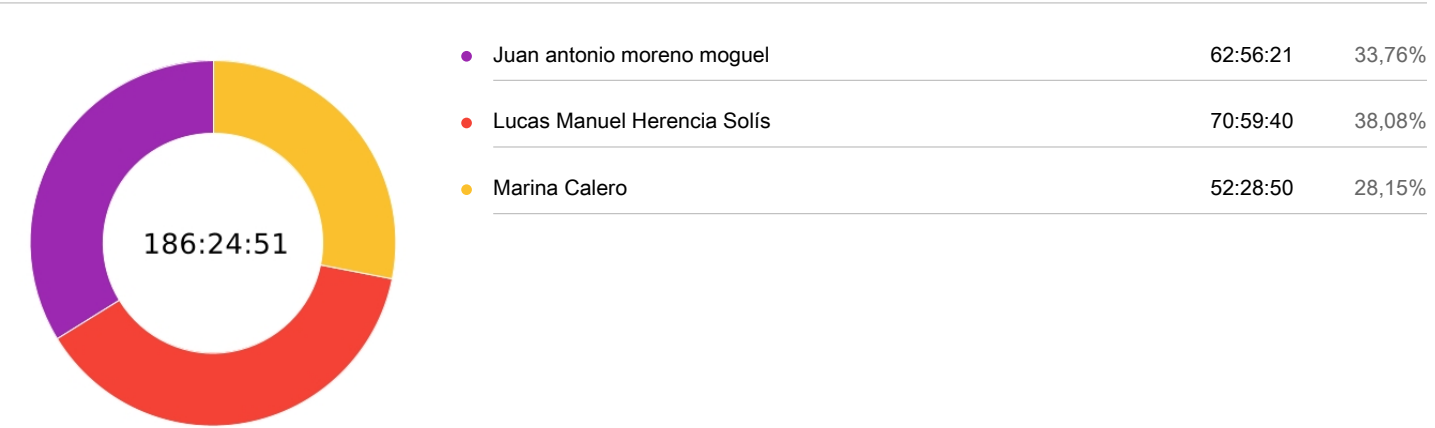 Juan antonio moreno moguel 62:56:21 33,76%
Lucas Manuel Herencia Solís 70:59:40 38,08%
Marina Calero 52:28:50 28,15%
186:24:51